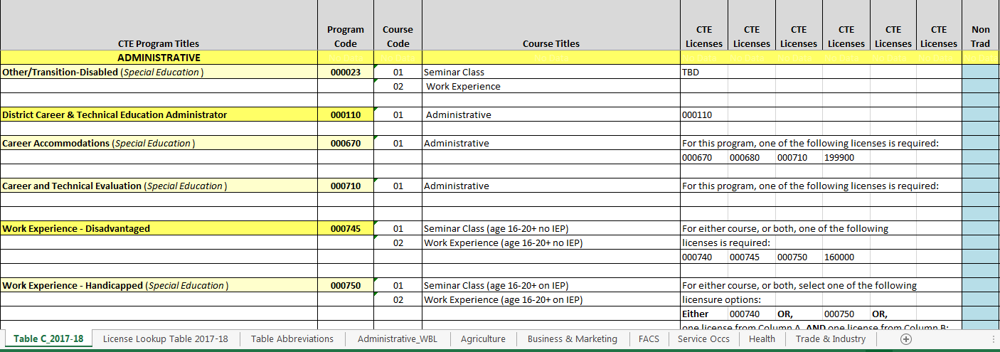 CTE Program Titles Program Code Course Code Course Titles CTE Licenses CTE Licenses CTE Licenses CTE Licenses CTE Licenses CTE Licenses Non Trad
ADMINISTRATIVE
Other/Transition-Disabled (Special Education ) 000023 01 Seminar Class TBD
02 Work Experience
District Career & Technical Education Administrator 000110 01 Administrative 000110
Career Accommodations (Special Education ) 000670 01 Administrative For this program, one of the following licenses is required:
000670 000680 000710 199900
Career and Technical Evaluation (Special Education ) 000710 01 Administrative For this program, one of the following licenses is required:
Work Experience - Disadvantaged 000745 01 Seminar Class (age 16-20+ no IEP) For either course, or both, one of the following
02 Work Experience (age 16-20+ no IEP) licenses is required:
000740 000745 000750 160000
Work Experience - Handicapped (Special Education ) 000750 01 Seminar Class (age 16-20+ on IEP) For either course, or both, select one of the following
02 Work Experience (age 16-20+ on IEP) licensure options:
Either 000740 OR, 000750 OR,
one license from Column A, AND one license from Column B:
Table C_2017-18 License Lookup Table 2017-18 Table Abbreviations Administrative_WBL Agriculture Business & Marketing FACS Service Occs Health Trade & Industry